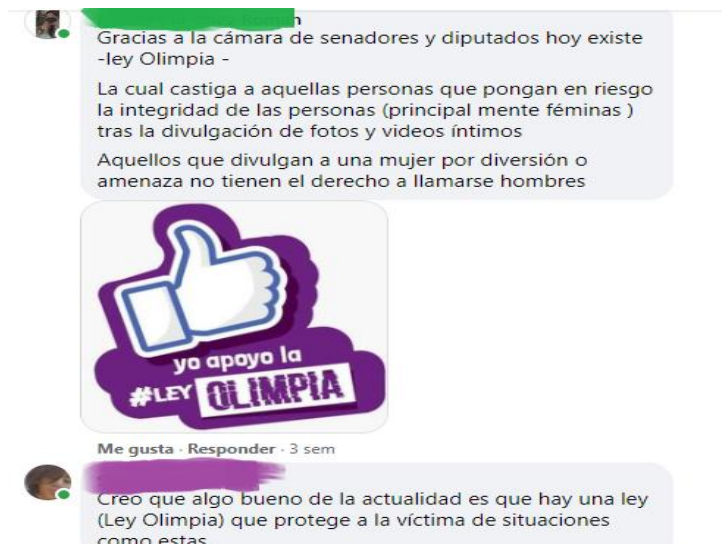 Gracias a la cámara de senadores y diputados hoy existe
-ley Olimpia -
La cual castiga a aquellas personas que pongan en riesgo
la integridad de las personas (principal mente féminas )
tras la divulgación de fotos y videos íntimos
Aquellos que divulgan a una mujer por diversión o
amenaza no tienen el derecho a llamarse hombres
yo apoyo la
#LEY OLIMPIA
Me gusta · Responder · 3 sem
Creo que algo bueno de la actualidad es que hay una ley
(Ley Olimpia) que protege a la víctima de situaciones
como estas